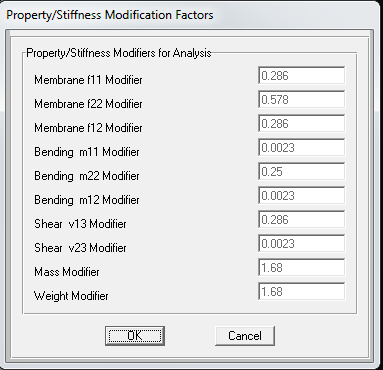 Property/Stiffness Modification Factors
Property/Stiffness Modifiers for Analysis
Membrane f11 Modifier 0.286
Membrane f22 Modifier 0.578
Membrane f12 Modifier 0.286
Bending m11 Modifier 0.0023
Bending m22 Modifier 0.25
Bending m12 Modifier 0.0023
Shear v13 Modifier 0.286
Shear v23 Modifier 0.0023
Mass Modifier 1.68
Weight Modifier 1.68
OK Cancel